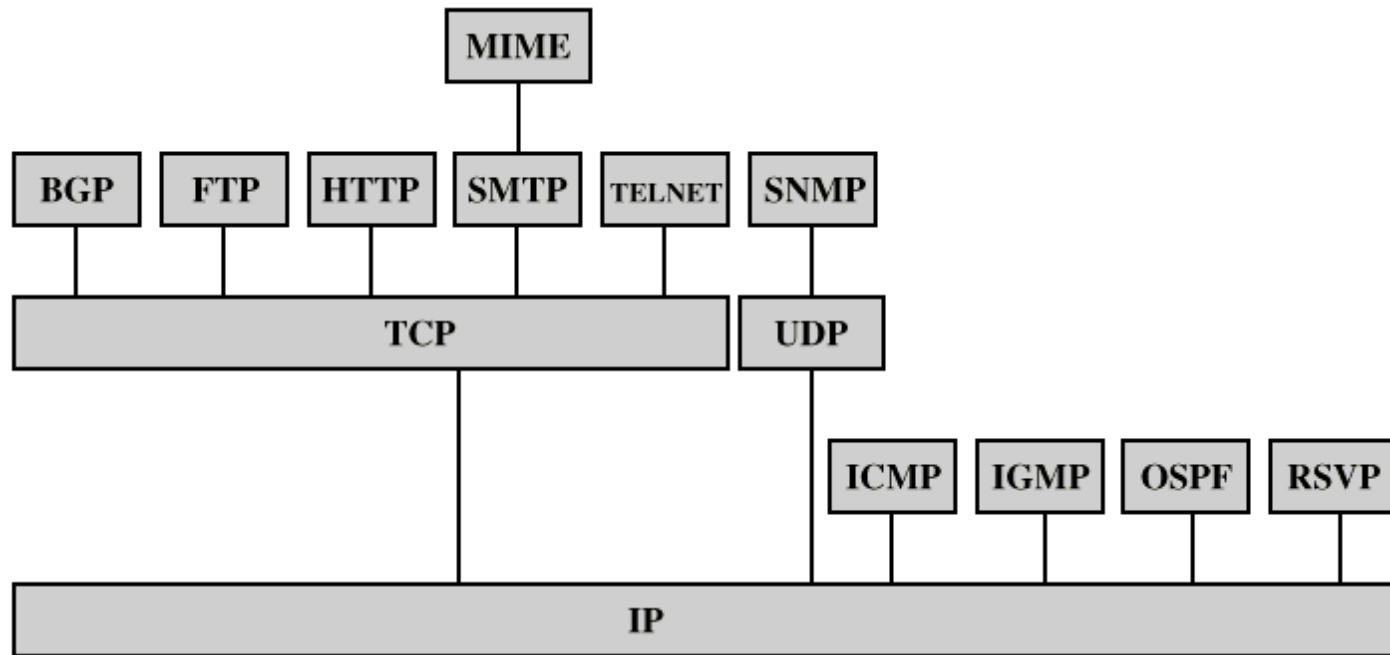 MIME
BGP FTP HTTP SMTP TELNET SNMP
TCP UDP
ICMP IGMP OSPF RSVP
IP